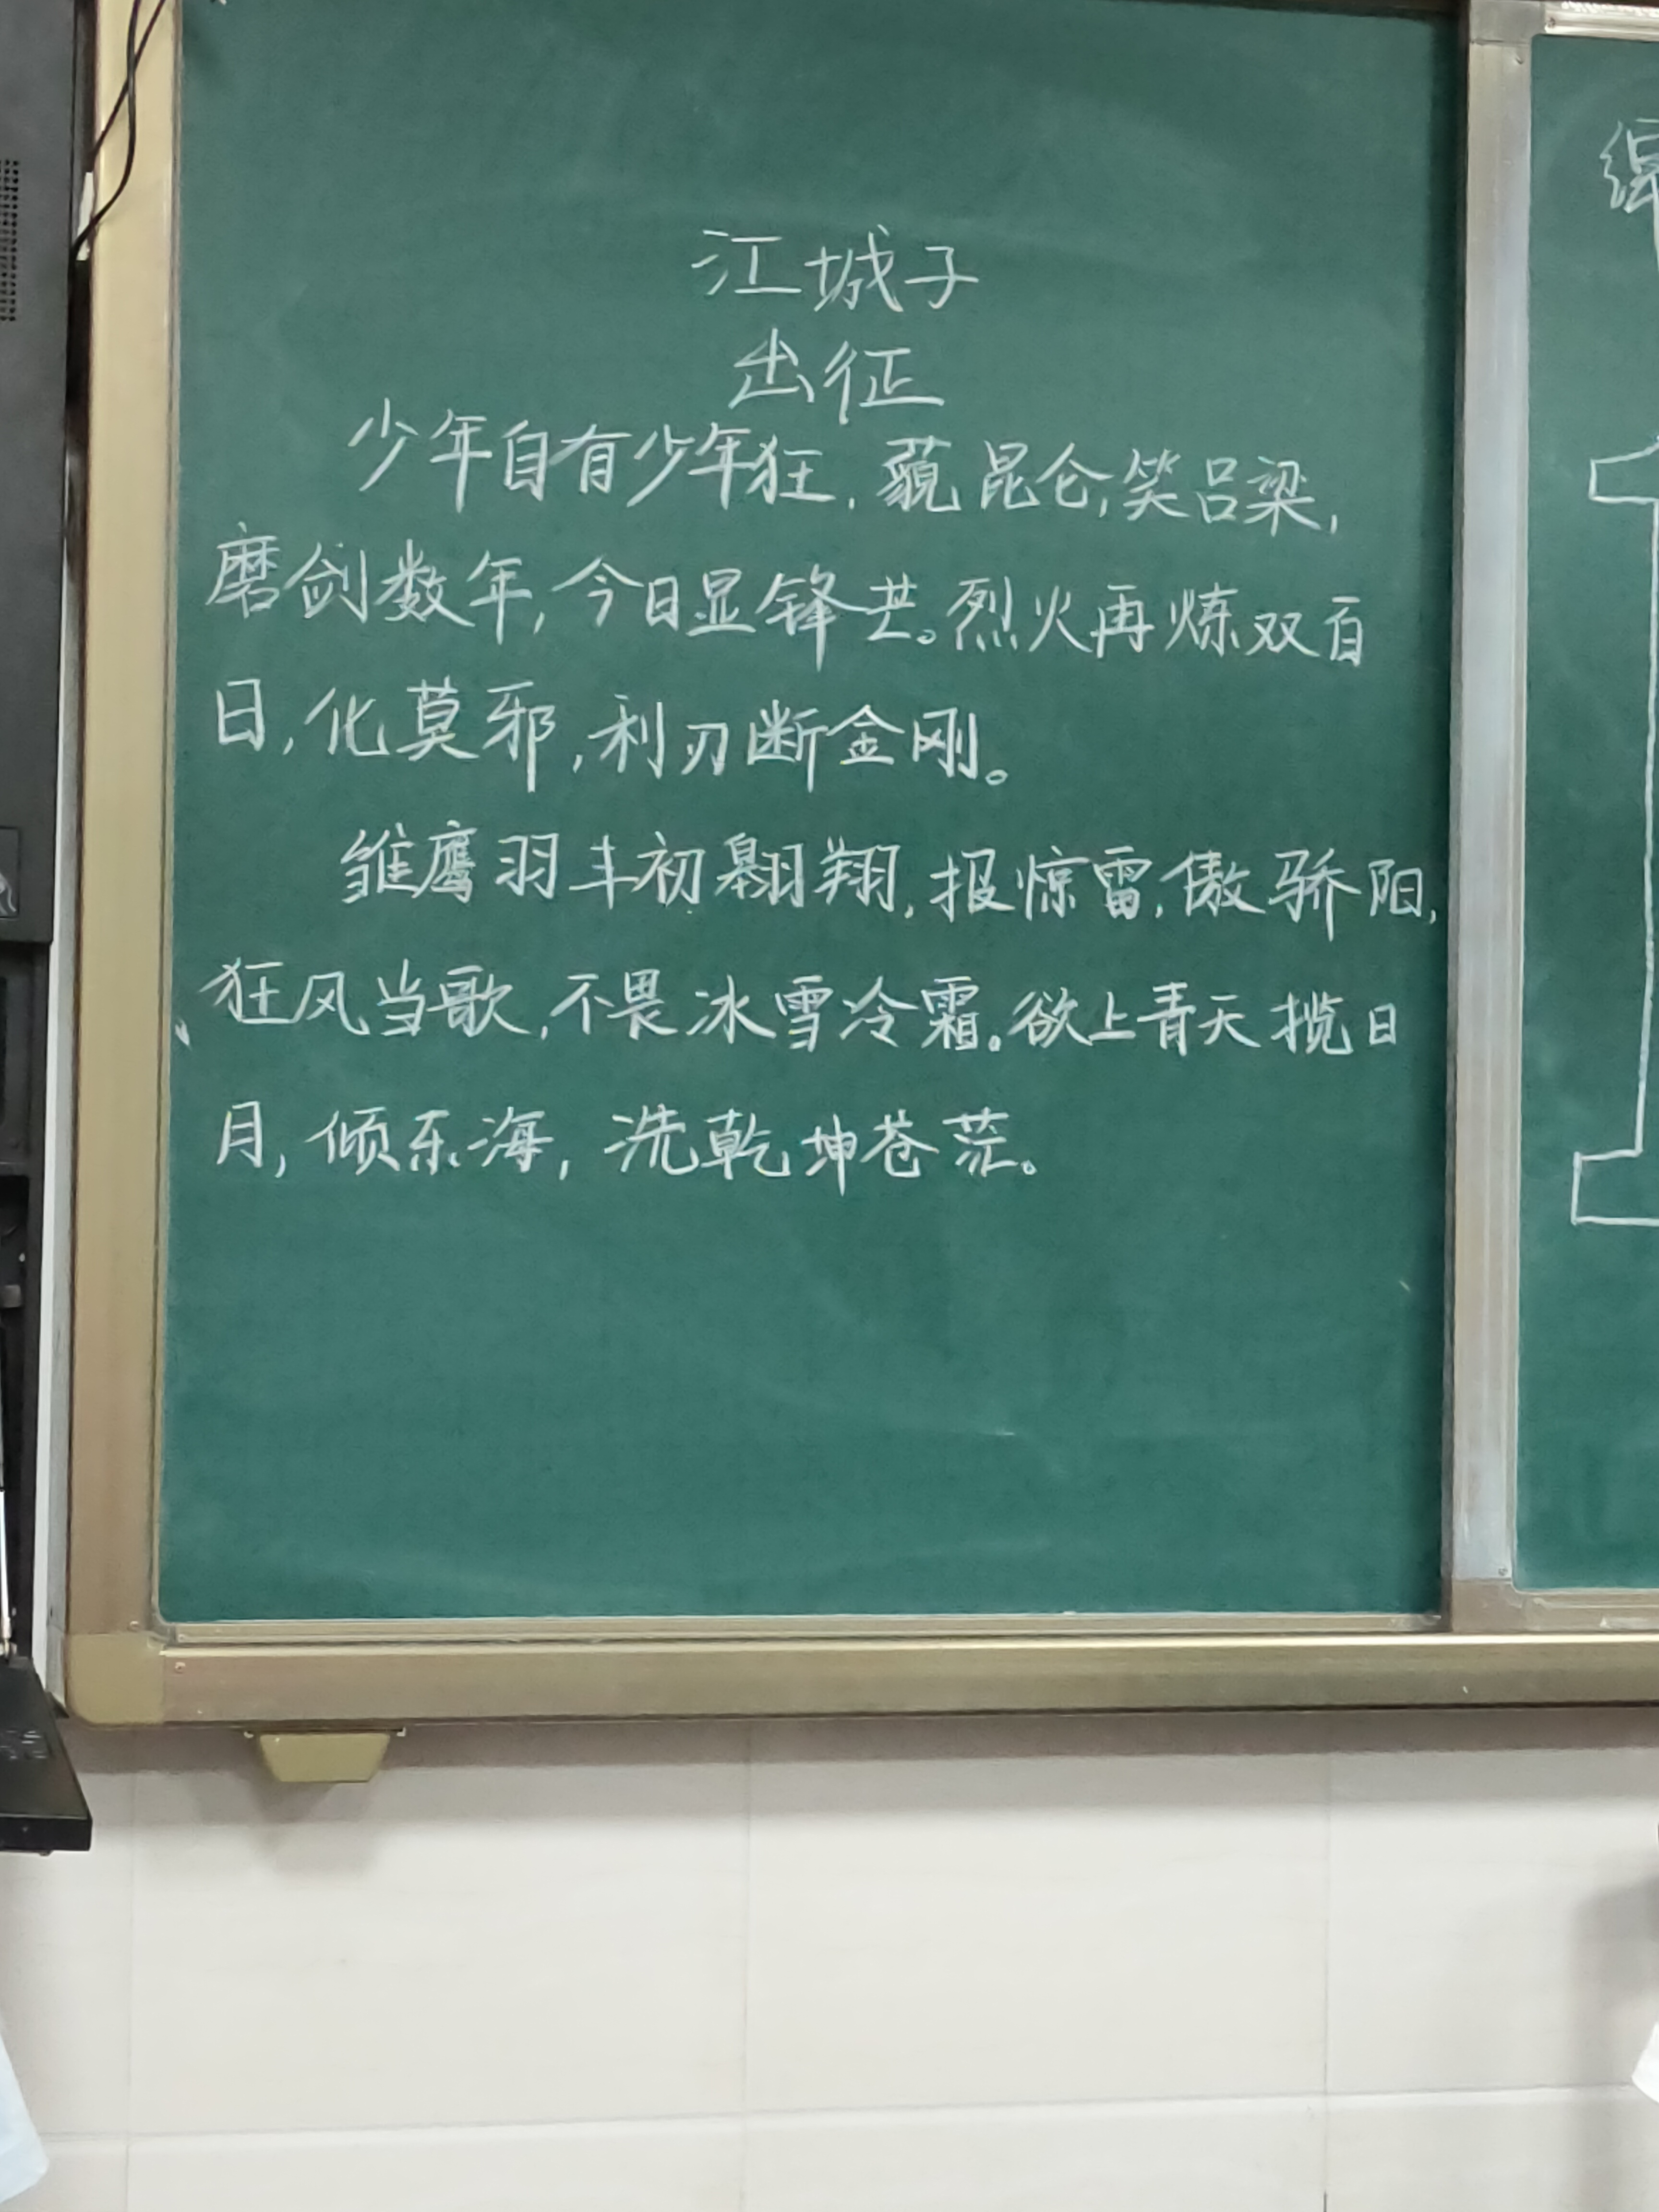 江城子
出征
少年自有少年狂，藐昆仑，笑吕梁，
磨剑数年，今日显锋芒。烈火再炼双百
日，化莫邪，利刃断金刚。
雏鹰羽丰初翱翔，报惊雷，傲骄阳，
狂风当歌，不畏冰雪冷霜。欲上青天揽日
月，倾东海，洗乾坤苍茫。